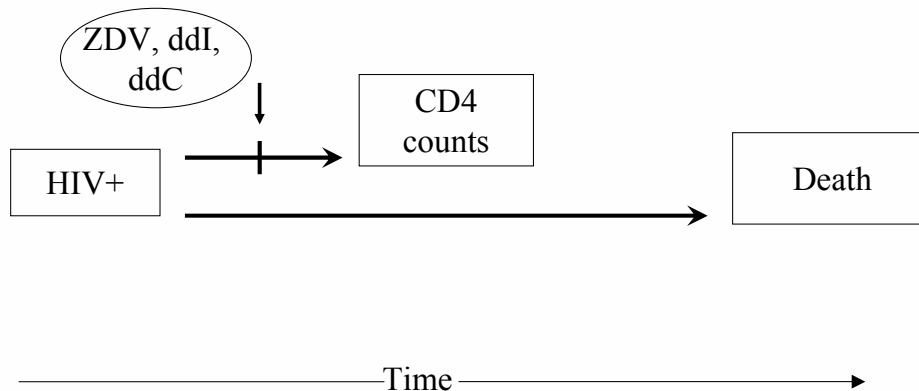 ZDV, ddI,
ddC
CD4
counts
HIV+
Death
Time